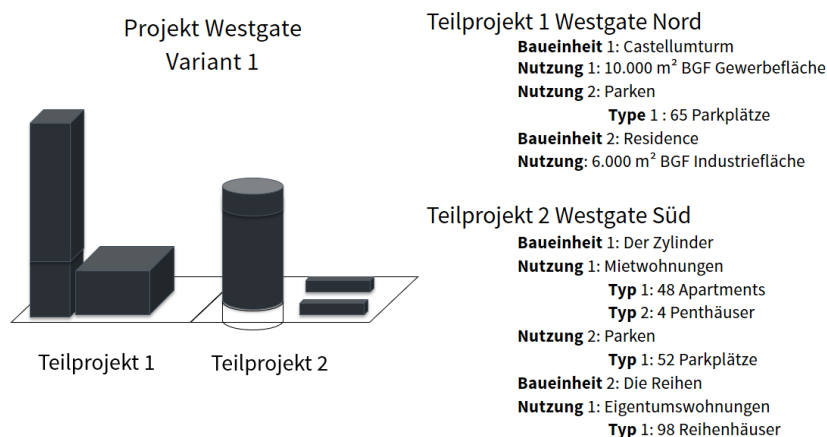 Projekt Westgate
Variant 1
Teilprojekt 1
Teilprojekt 2
Teilprojekt 1 Westgate Nord
Baueinheit 1: Castellumturm
Nutzung 1: 10.000 m² BGF Gewerbefläche
Nutzung 2: Parken
Type 1 : 65 Parkplätze
Baueinheit 2: Residence
Nutzung: 6.000 m² BGF Industriefläche
Teilprojekt 2 Westgate Süd
Baueinheit 1: Der Zylinder
Nutzung 1: Mietwohnungen
Typ 1: 48 Apartments
Typ 2: 4 Penthäuser
Nutzung 2: Parken
Typ 1: 52 Parkplätze
Baueinheit 2: Die Reihen
Nutzung 1: Eigentumswohnungen
Typ 1: 98 Reihenhäuser